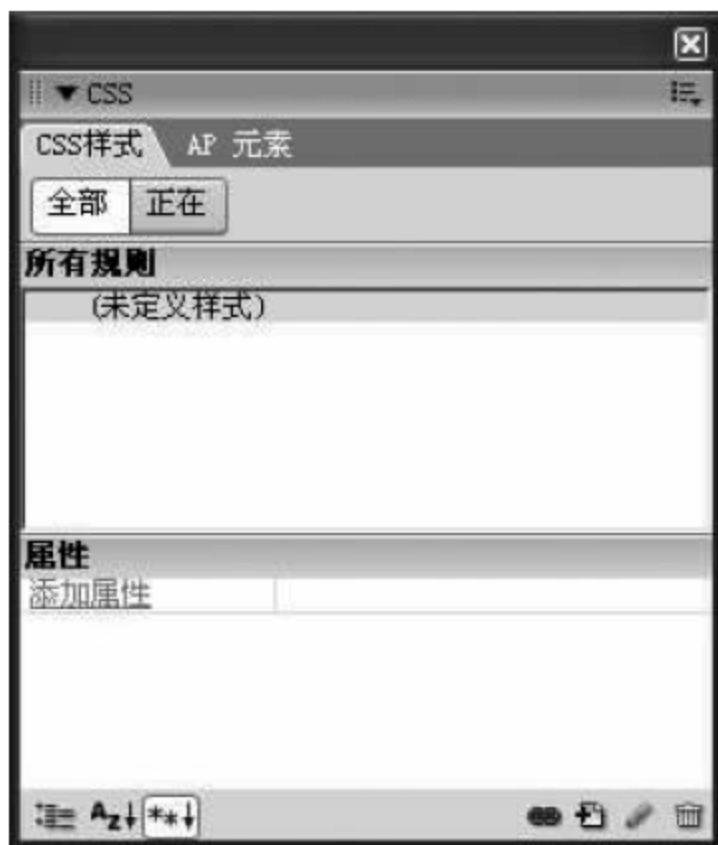 CSS
CSS样式 AP 元素
全部 正在
所有规则
(未定义样式)
属性
添加属性
Az↓ **↓